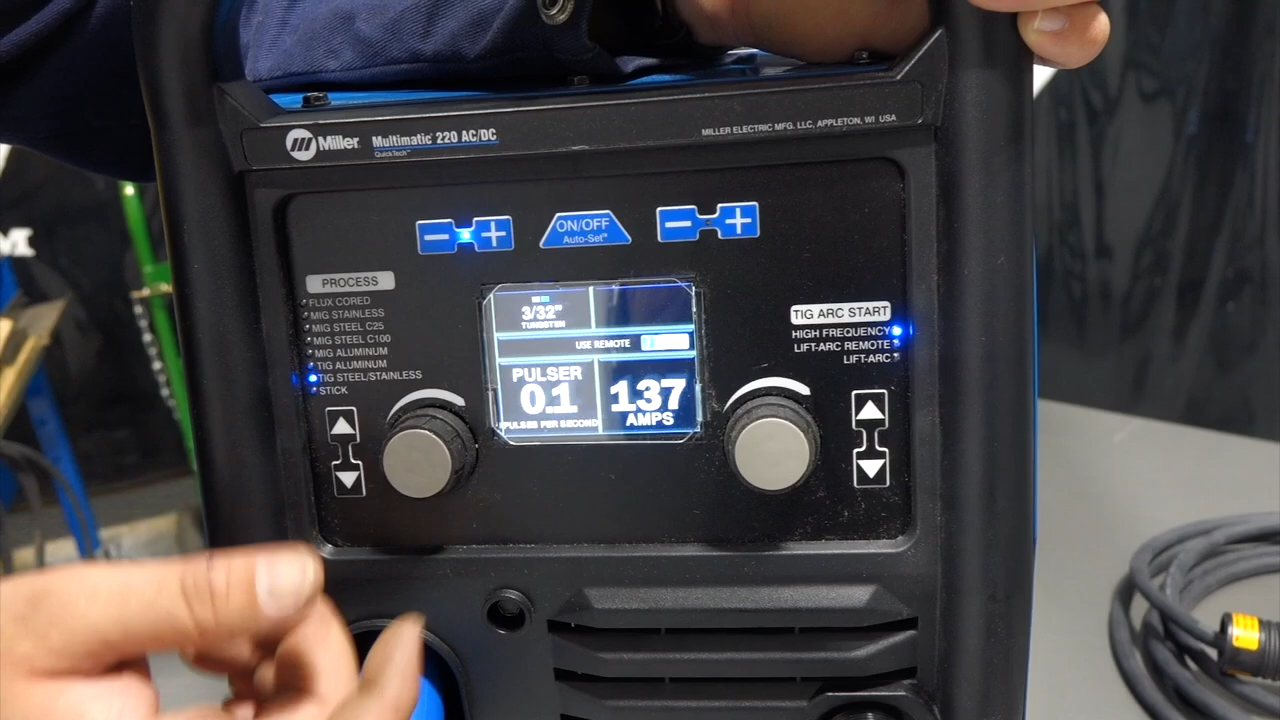 Miller Multimatic® 220 AC/DC
QuickTech™
MILLER ELECTRIC MFG. LLC, APPLETON, WI USA
ON/OFF
Auto-Set™
PROCESS
FLUX CORED
MIG STAINLESS
MIG STEEL C25
MIG STEEL C100
MIG ALUMINUM
TIG ALUMINUM
TIG STEEL/STAINLESS
STICK
3/32"
TUNGSTEN
USE REMOTE
PULSER
0.1
PULSES PER SECOND
137
AMPS
TIG ARC START
HIGH FREQUENCY
LIFT-ARC REMOTE
LIFT-ARC
M